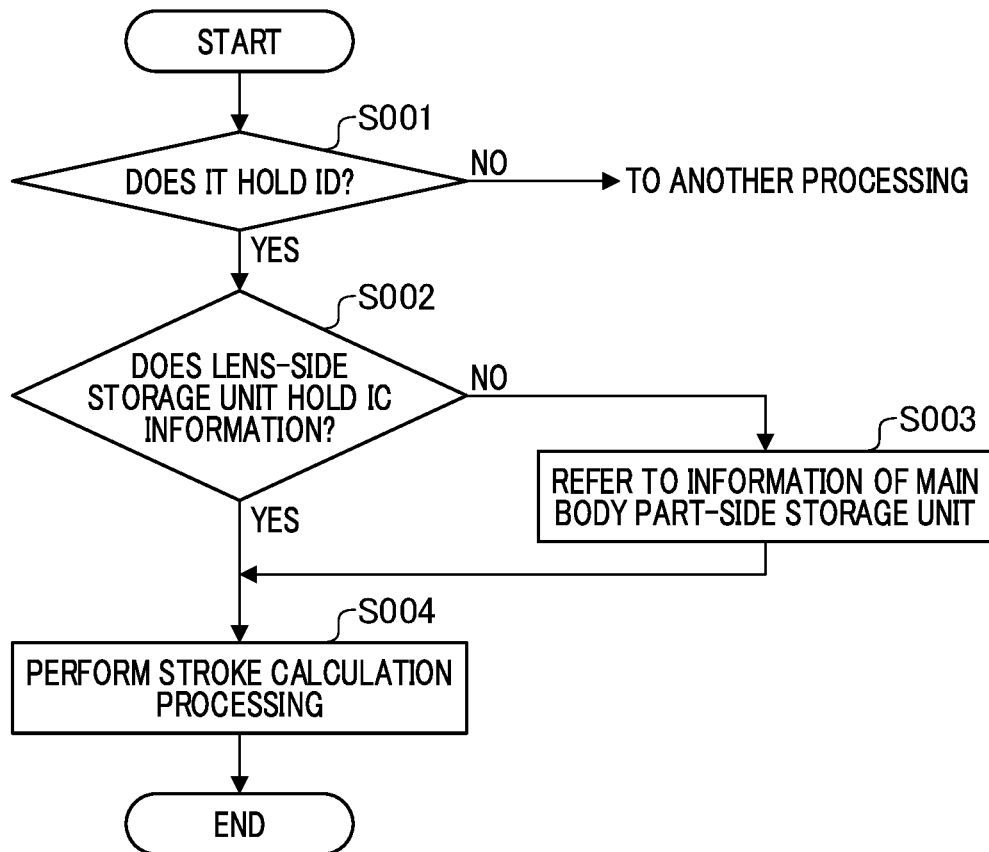 START
S001
DOES IT HOLD ID?
NO
TO ANOTHER PROCESSING
YES
S002
DOES LENS-SIDE
STORAGE UNIT HOLD IC
INFORMATION?
NO
YES
S003
REFER TO INFORMATION OF MAIN
BODY PART-SIDE STORAGE UNIT
S004
PERFORM STROKE CALCULATION
PROCESSING
END